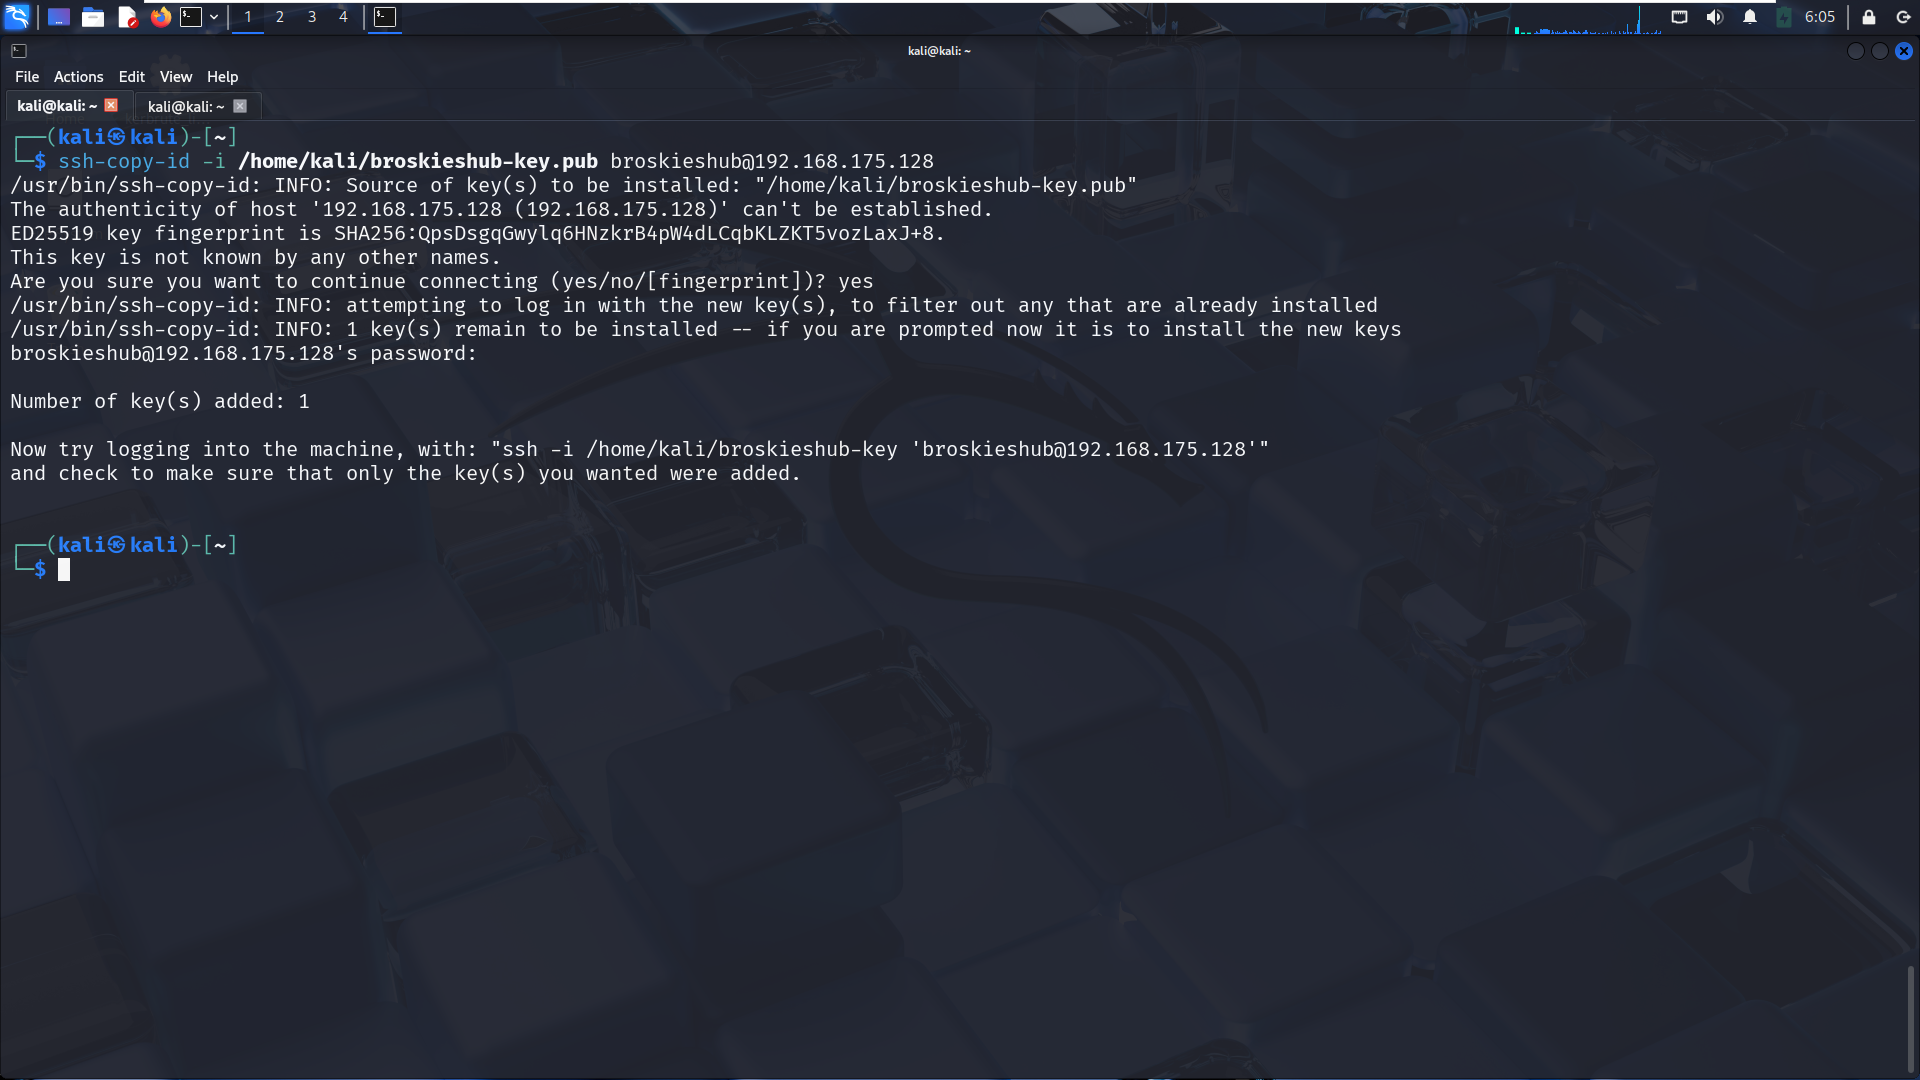 1 2 3 4 6:05
kali@kali: ~
File Actions Edit View Help
kali@kali: ~ kali@kali: ~
┌──(kali㉿kali)-[~]
└─$ ssh-copy-id -i /home/kali/broskieshub-key.pub broskieshub@192.168.175.128
/usr/bin/ssh-copy-id: INFO: Source of key(s) to be installed: "/home/kali/broskieshub-key.pub"
The authenticity of host '192.168.175.128 (192.168.175.128)' can't be established.
ED25519 key fingerprint is SHA256:QpsDsgqGwylq6HNzkrB4pW4dLCqbKLZKT5vozLaxJ+8.
This key is not known by any other names.
Are you sure you want to continue connecting (yes/no/[fingerprint])? yes
/usr/bin/ssh-copy-id: INFO: attempting to log in with the new key(s), to filter out any that are already installed
/usr/bin/ssh-copy-id: INFO: 1 key(s) remain to be installed -- if you are prompted now it is to install the new keys
broskieshub@192.168.175.128's password:
Number of key(s) added: 1
Now try logging into the machine, with: "ssh -i /home/kali/broskieshub-key 'broskieshub@192.168.175.128'"
and check to make sure that only the key(s) you wanted were added.
┌──(kali㉿kali)-[~]
└─$